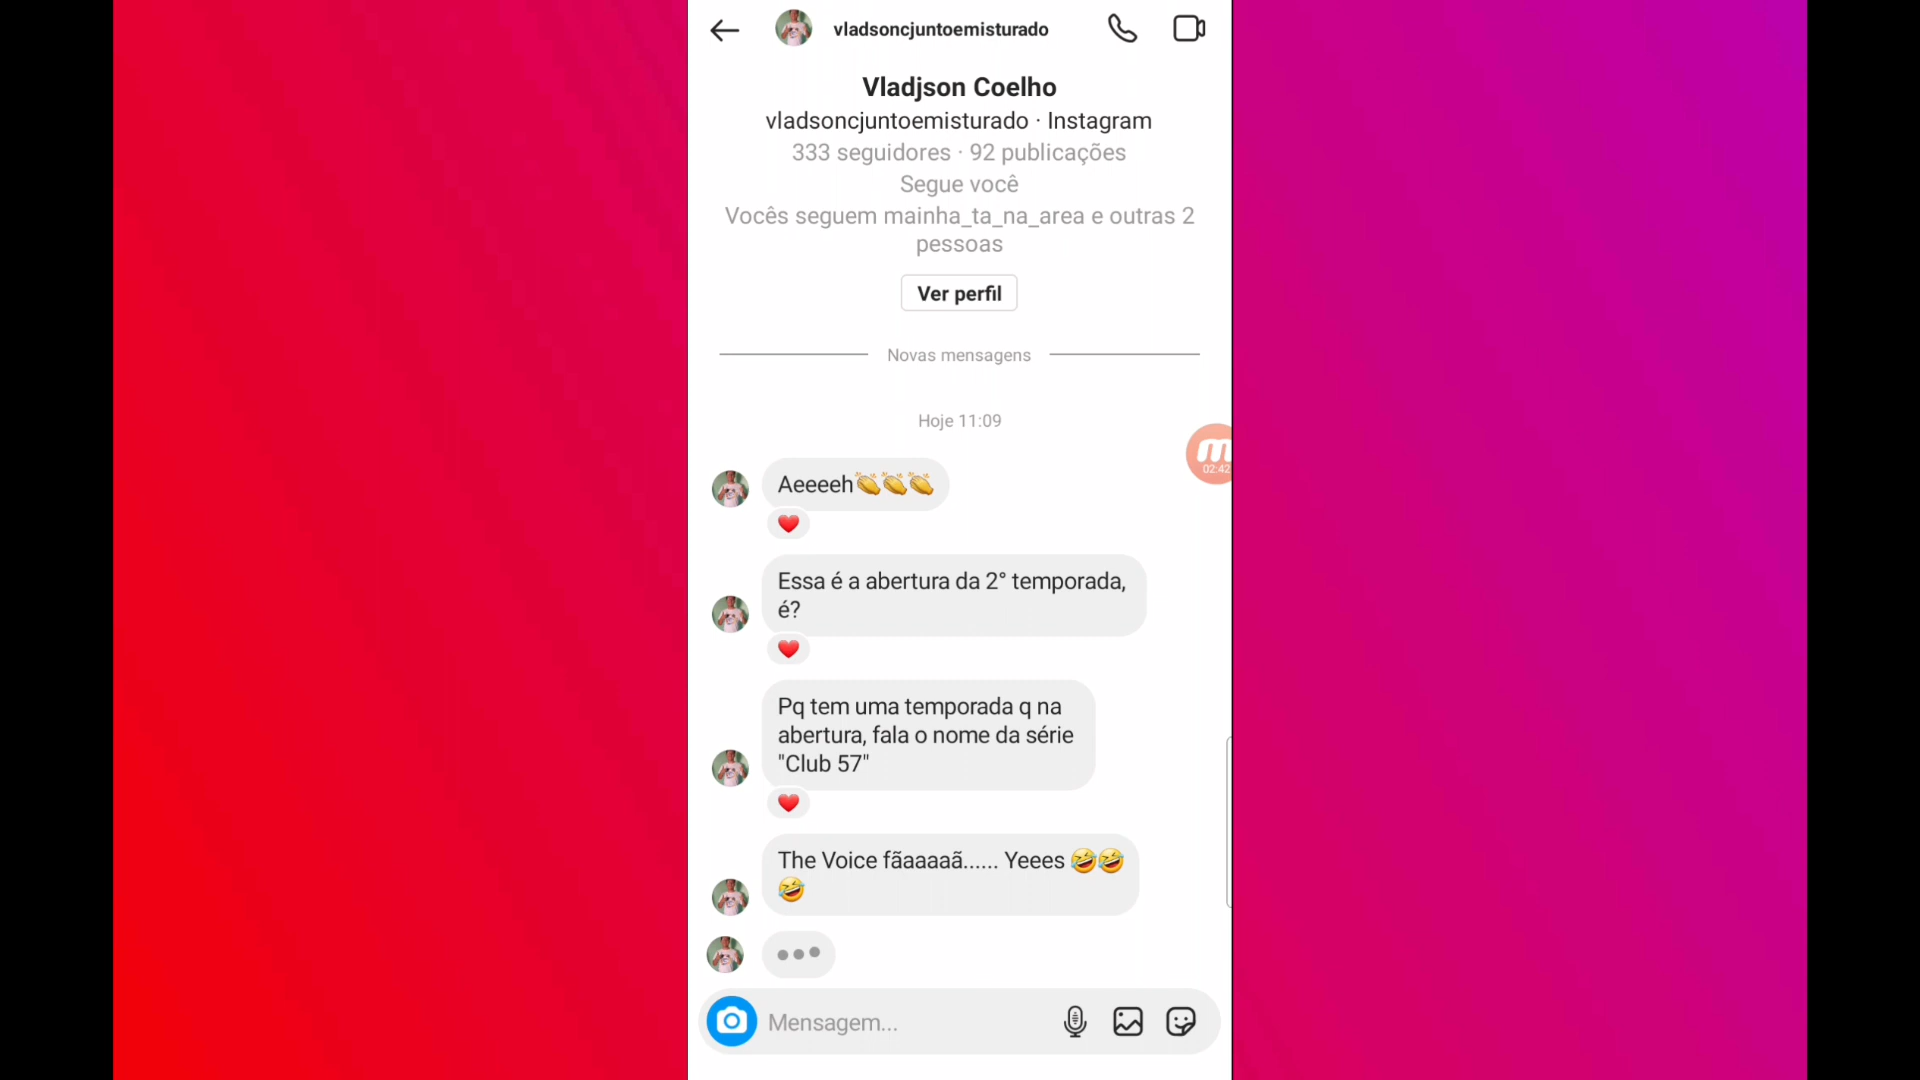 vladsoncjuntoemisturado
Vladjson Coelho
vladsoncjuntoemisturado · Instagram
333 seguidores · 92 publicações
Segue você
Vocês seguem mainha_ta_na_area e outras 2
pessoas
Ver perfil
Novas mensagens
Hoje 11:09
02:42
Aeeeeh👏👏👏
❤️
Essa é a abertura da 2° temporada,
é?
❤️
Pq tem uma temporada q na
abertura, fala o nome da série
"Club 57"
❤️
The Voice fãaaaaã...... Yeees 🤣🤣
🤣
Mensagem...